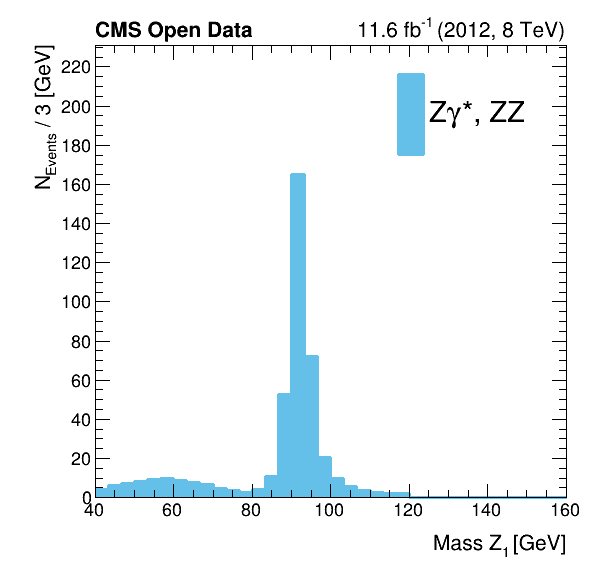 CMS Open Data
11.6 fb⁻¹ (2012, 8 TeV)
N_Events / 3 [GeV]
220
200
180
160
140
120
100
80
60
40
20
0
Zγ*, ZZ
40 60 80 100 120 140 160
Mass Z₁ [GeV]